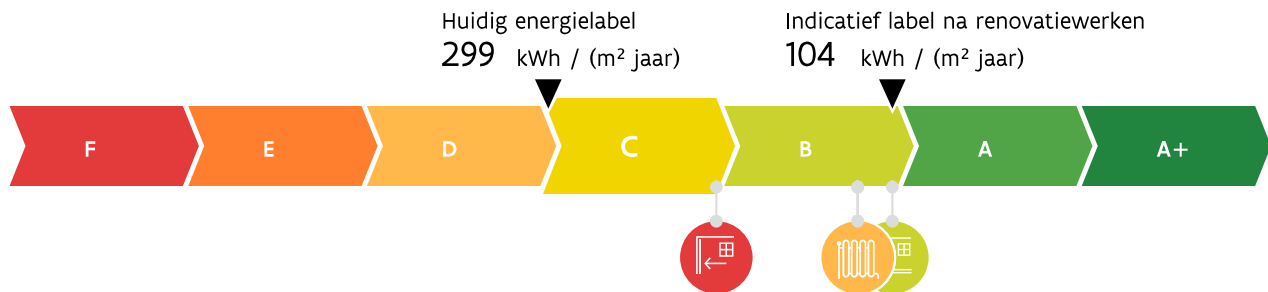 Huidig energielabel
299 kWh / (m² jaar)
Indicatief label na renovatiewerken
104 kWh / (m² jaar)
F E D C B A A+